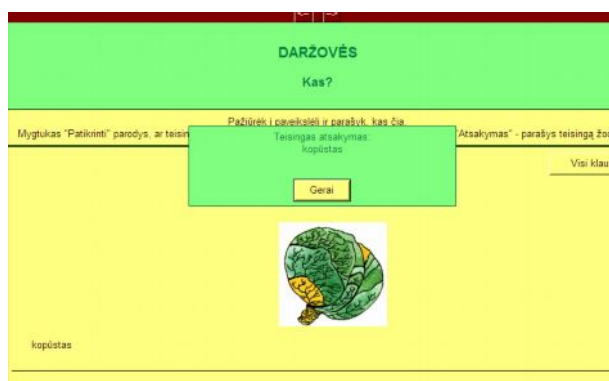 <= =>
DARŽOVĖS
Kas?
Pažiūrėk į paveikslėlį ir parašyk, kas čia.
Mygtukas "Patikrinti" parodys, ar teisin
"Atsakymas" - parašys teisingą žod
Teisingas atsakymas:
kopūstas
Gerai
Visi klau
kopūstas